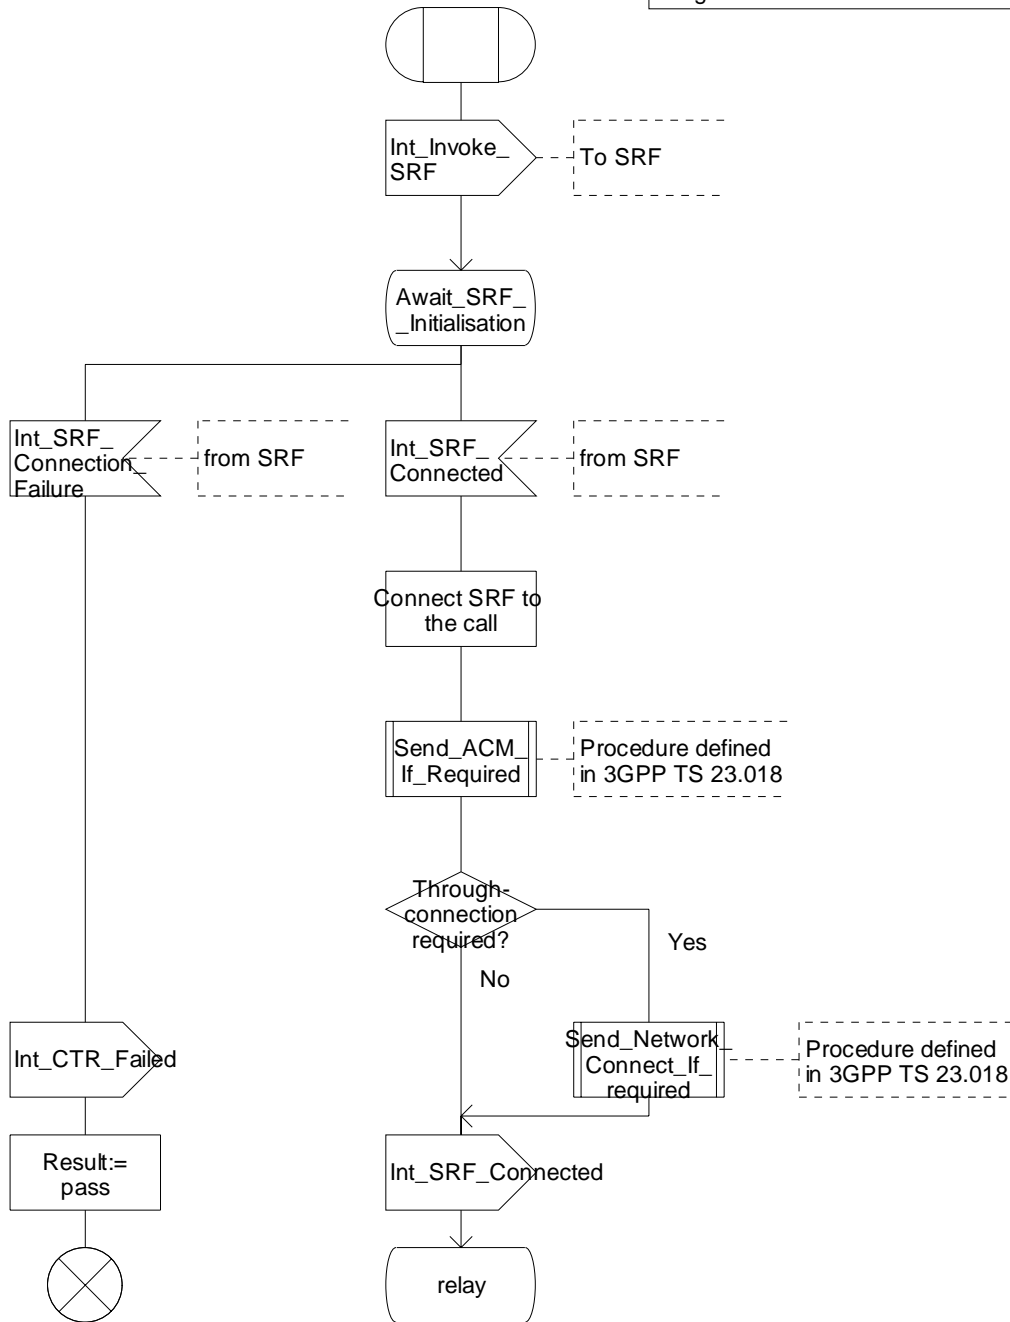 Int_Invoke_
SRF
To SRF
Await_SRF_
_Initialisation
Int_SRF_
Connection_
Failure
from SRF
Int_SRF_
Connected
from SRF
Connect SRF to
the call
Send_ACM_
If_Required
Procedure defined
in 3GPP TS 23.018
Through-
connection
required?
Yes
No
Int_CTR_Failed
Send_Network_
Connect_If_
required
Procedure defined
in 3GPP TS 23.018
Result:=
pass
Int_SRF_Connected
relay